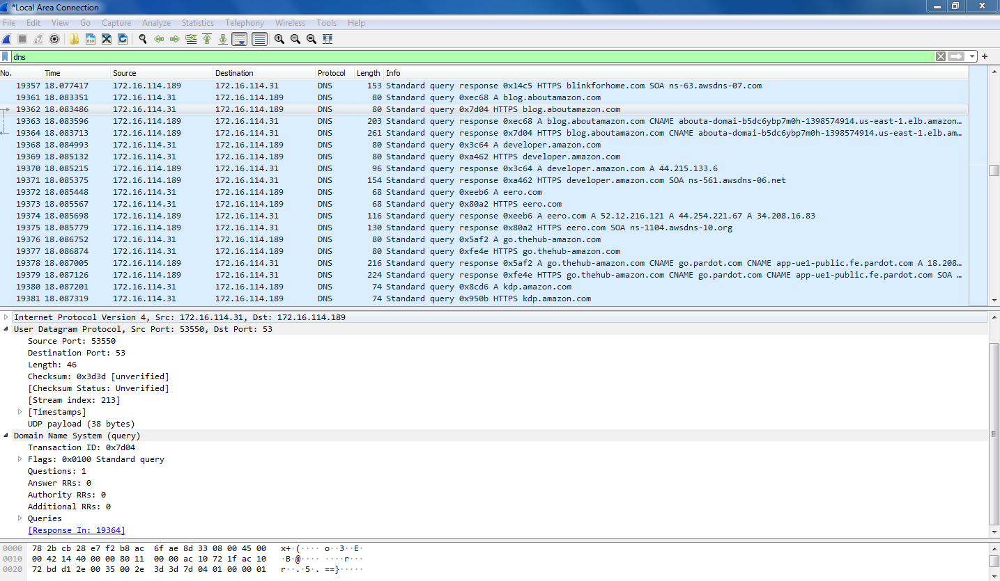 *Local Area Connection
File Edit View Go Capture Analyze Statistics Telephony Wireless Tools Help
dns
No. Time Source Destination Protocol Length Info
19357 18.077417 172.16.114.189 172.16.114.31 DNS 153 Standard query response 0x14c5 HTTPS blinkforhome.com SOA ns-63.awsdns-07.com
19361 18.083351 172.16.114.31 172.16.114.189 DNS 80 Standard query 0xec68 A blog.aboutamazon.com
19362 18.083486 172.16.114.31 172.16.114.189 DNS 80 Standard query 0x7d04 HTTPS blog.aboutamazon.com
19363 18.083596 172.16.114.189 172.16.114.31 DNS 203 Standard query response 0xec68 A blog.aboutamazon.com CNAME abouta-domai-b5dc6ybp7m0h-1398574914.us-east-1.elb.amazon…
19364 18.083713 172.16.114.189 172.16.114.31 DNS 261 Standard query response 0x7d04 HTTPS blog.aboutamazon.com CNAME abouta-domai-b5dc6ybp7m0h-1398574914.us-east-1.elb.am…
19368 18.084993 172.16.114.31 172.16.114.189 DNS 80 Standard query 0x3c64 A developer.amazon.com
19369 18.085132 172.16.114.31 172.16.114.189 DNS 80 Standard query 0xa462 HTTPS developer.amazon.com
19370 18.085215 172.16.114.189 172.16.114.31 DNS 96 Standard query response 0x3c64 A developer.amazon.com A 44.215.133.6
19371 18.085375 172.16.114.189 172.16.114.31 DNS 154 Standard query response 0xa462 HTTPS developer.amazon.com SOA ns-561.awsdns-06.net
19372 18.085448 172.16.114.31 172.16.114.189 DNS 68 Standard query 0xeeb6 A eero.com
19373 18.085567 172.16.114.31 172.16.114.189 DNS 68 Standard query 0x80a2 HTTPS eero.com
19374 18.085698 172.16.114.189 172.16.114.31 DNS 116 Standard query response 0xeeb6 A eero.com A 52.12.216.121 A 44.254.221.67 A 34.208.16.83
19375 18.085779 172.16.114.189 172.16.114.31 DNS 130 Standard query response 0x80a2 HTTPS eero.com SOA ns-1104.awsdns-10.org
19376 18.086752 172.16.114.31 172.16.114.189 DNS 80 Standard query 0x5af2 A go.thehub-amazon.com
19377 18.086874 172.16.114.31 172.16.114.189 DNS 80 Standard query 0xfe4e HTTPS go.thehub-amazon.com
19378 18.087005 172.16.114.189 172.16.114.31 DNS 216 Standard query response 0x5af2 A go.thehub-amazon.com CNAME go.pardot.com CNAME app-ue1-public.fe.pardot.com A 18.208…
19379 18.087126 172.16.114.189 172.16.114.31 DNS 224 Standard query response 0xfe4e HTTPS go.thehub-amazon.com CNAME go.pardot.com CNAME app-ue1-public.fe.pardot.com SOA …
19380 18.087201 172.16.114.31 172.16.114.189 DNS 74 Standard query 0x8cd6 A kdp.amazon.com
19381 18.087319 172.16.114.31 172.16.114.189 DNS 74 Standard query 0x950b HTTPS kdp.amazon.com
Internet Protocol Version 4, Src: 172.16.114.31, Dst: 172.16.114.189
User Datagram Protocol, Src Port: 53550, Dst Port: 53
Source Port: 53550
Destination Port: 53
Length: 46
Checksum: 0x3d3d [unverified]
[Checksum Status: Unverified]
[Stream index: 213]
[Timestamps]
UDP payload (38 bytes)
Domain Name System (query)
Transaction ID: 0x7d04
Flags: 0x0100 Standard query
Questions: 1
Answer RRs: 0
Authority RRs: 0
Additional RRs: 0
Queries
[Response In: 19364]
0000 78 2b cb 28 e7 f2 b8 ac 6f ae 8d 33 08 00 45 00 x+·(···· o··3··E·
0010 00 42 14 40 00 00 80 11 00 00 ac 10 72 1f ac 10 ·B·@···· ····r···
0020 72 bd d1 2e 00 35 00 2e 3d 3d 7d 04 01 00 00 01 r··.·5·. ==}·····